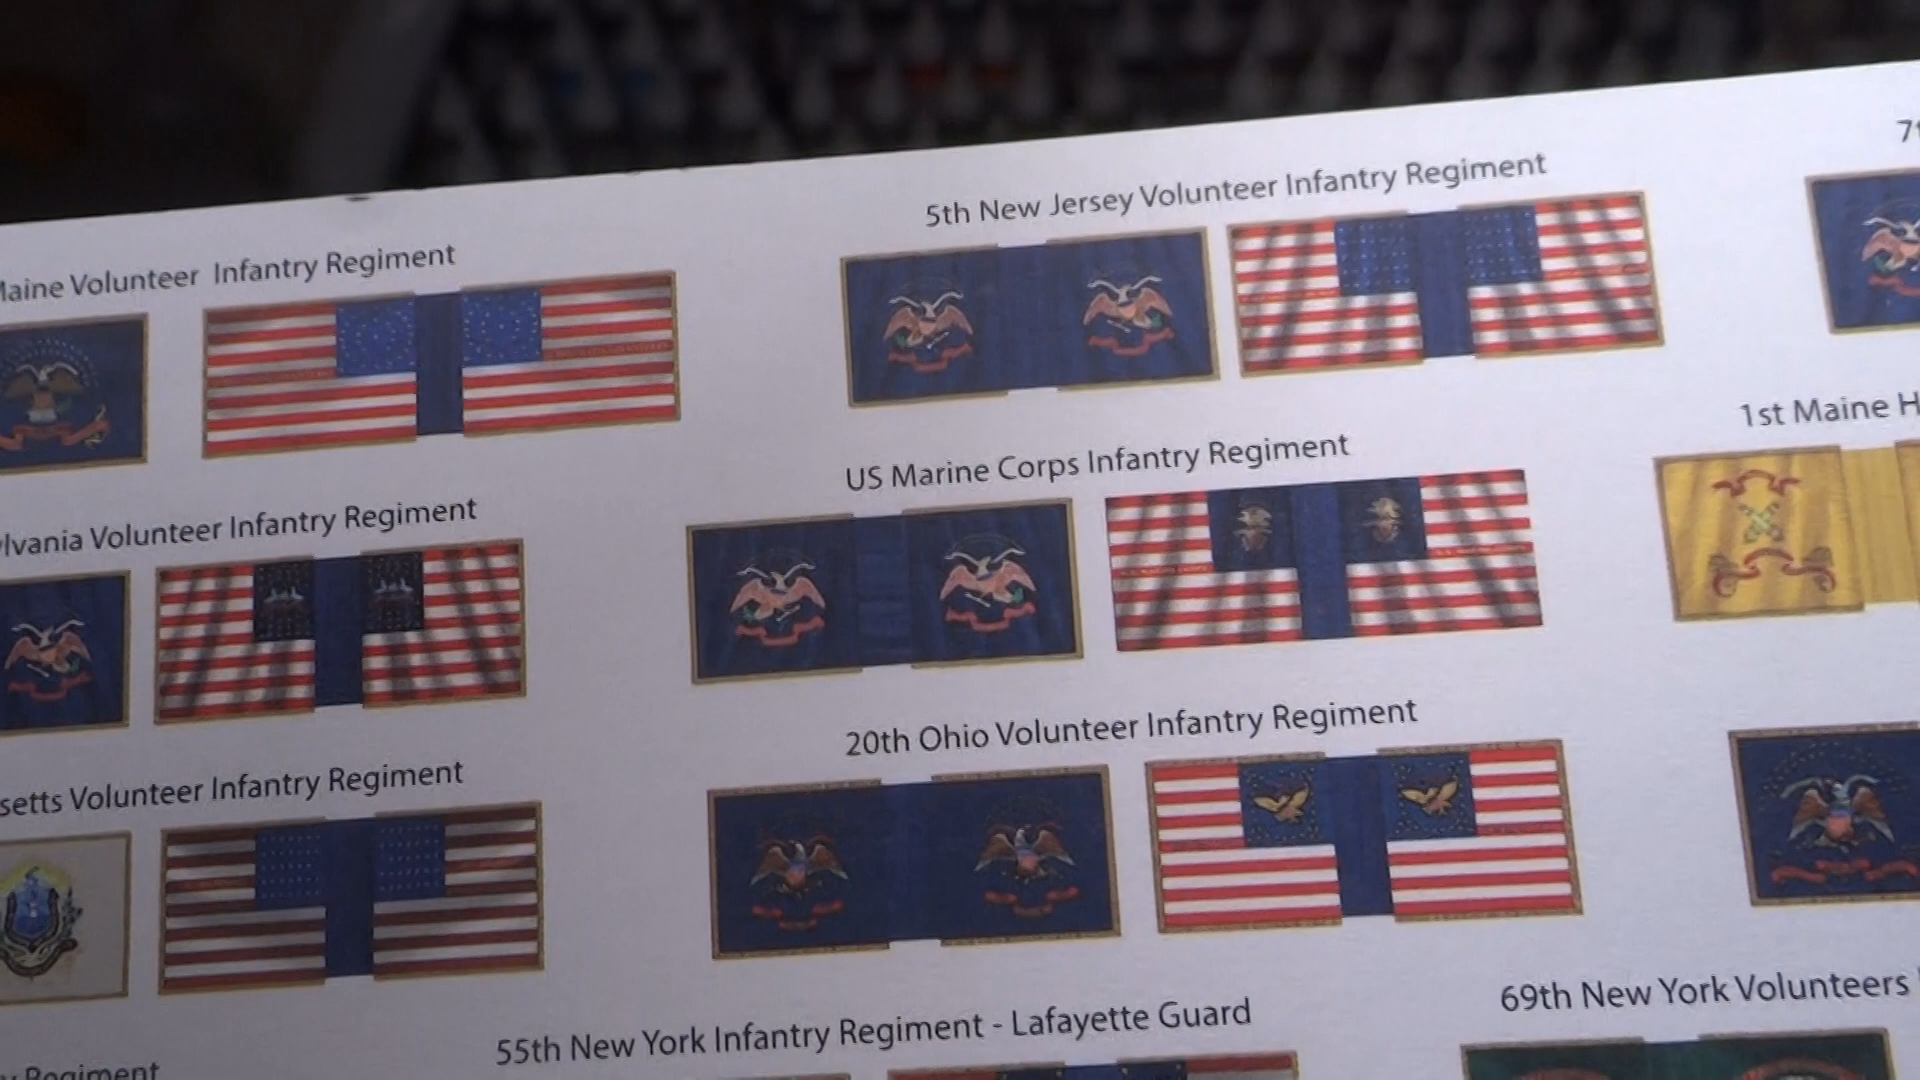 5th New Jersey Volunteer Infantry Regiment
Maine Volunteer Infantry Regiment
1st Maine H
US Marine Corps Infantry Regiment
lvania Volunteer Infantry Regiment
20th Ohio Volunteer Infantry Regiment
setts Volunteer Infantry Regiment
69th New York Volunteers
55th New York Infantry Regiment - Lafayette Guard
Regiment